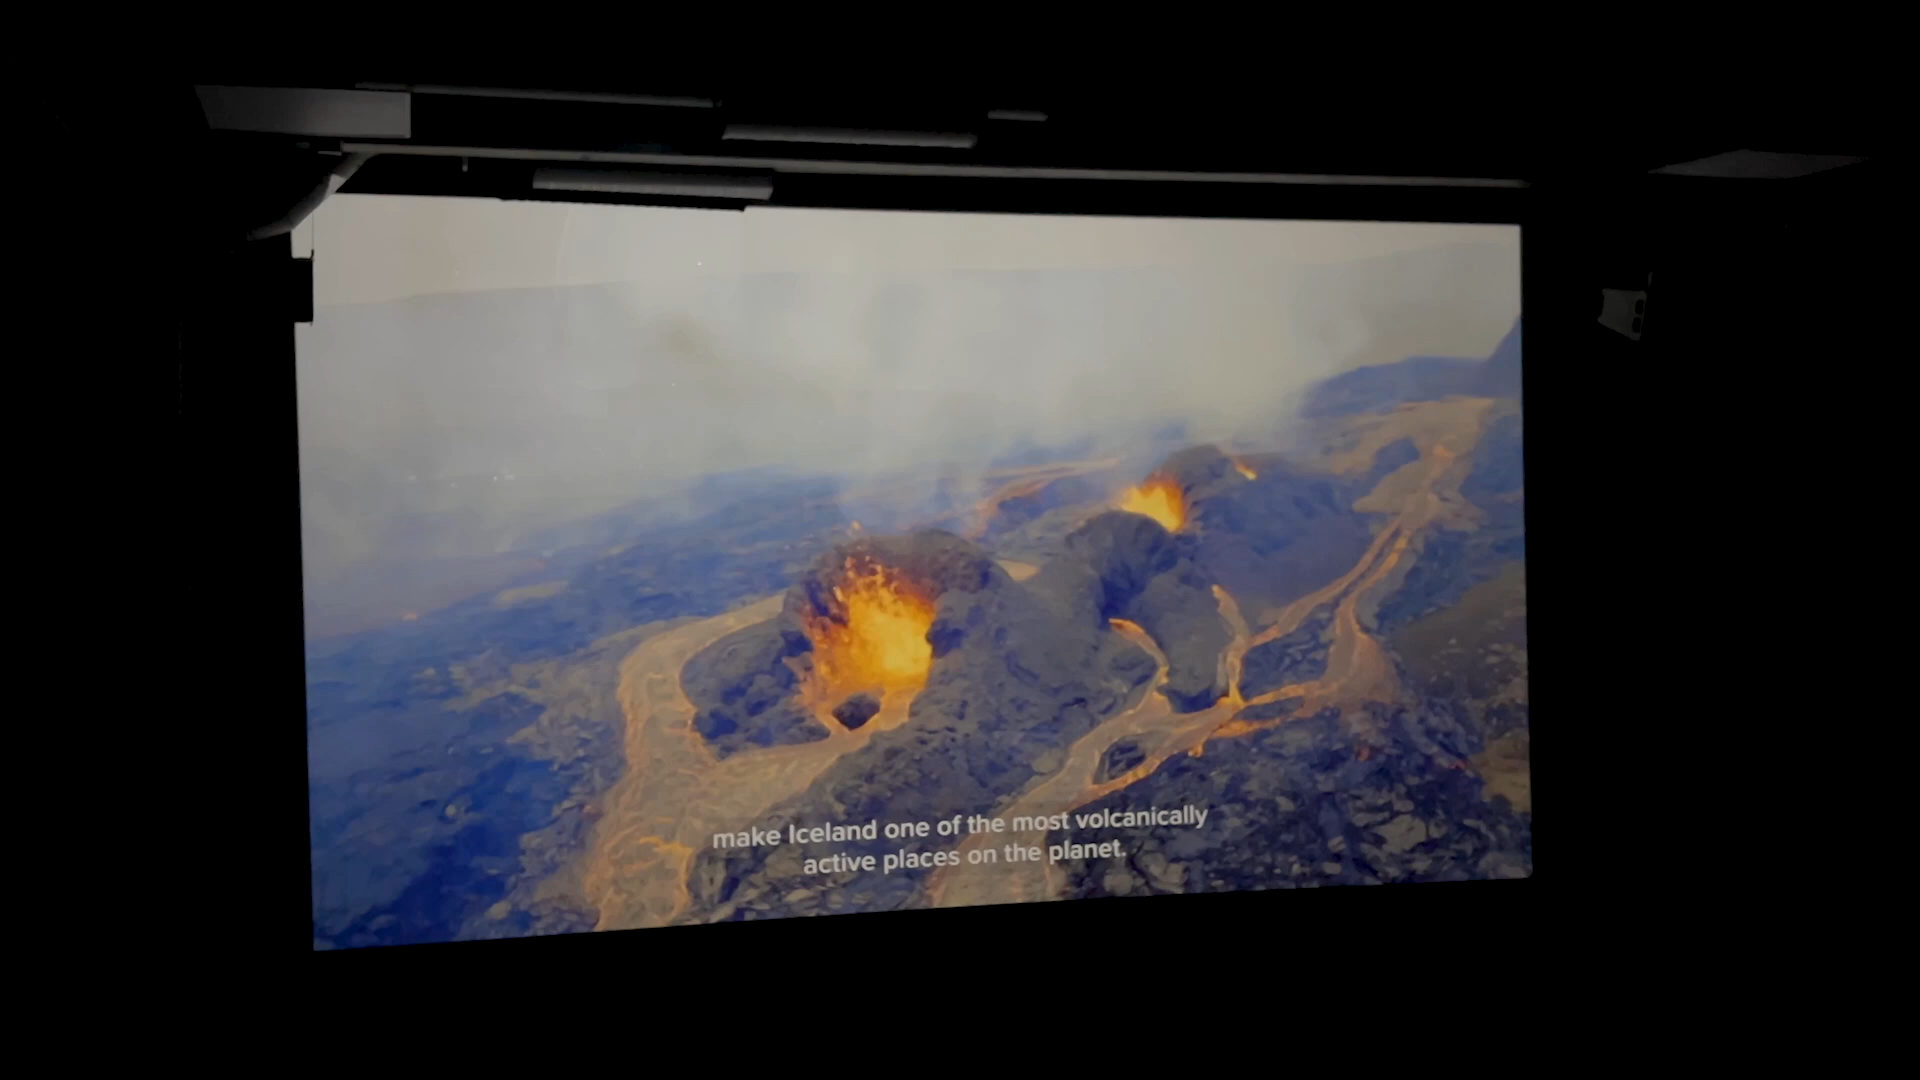 make Iceland one of the most volcanically
active places on the planet.